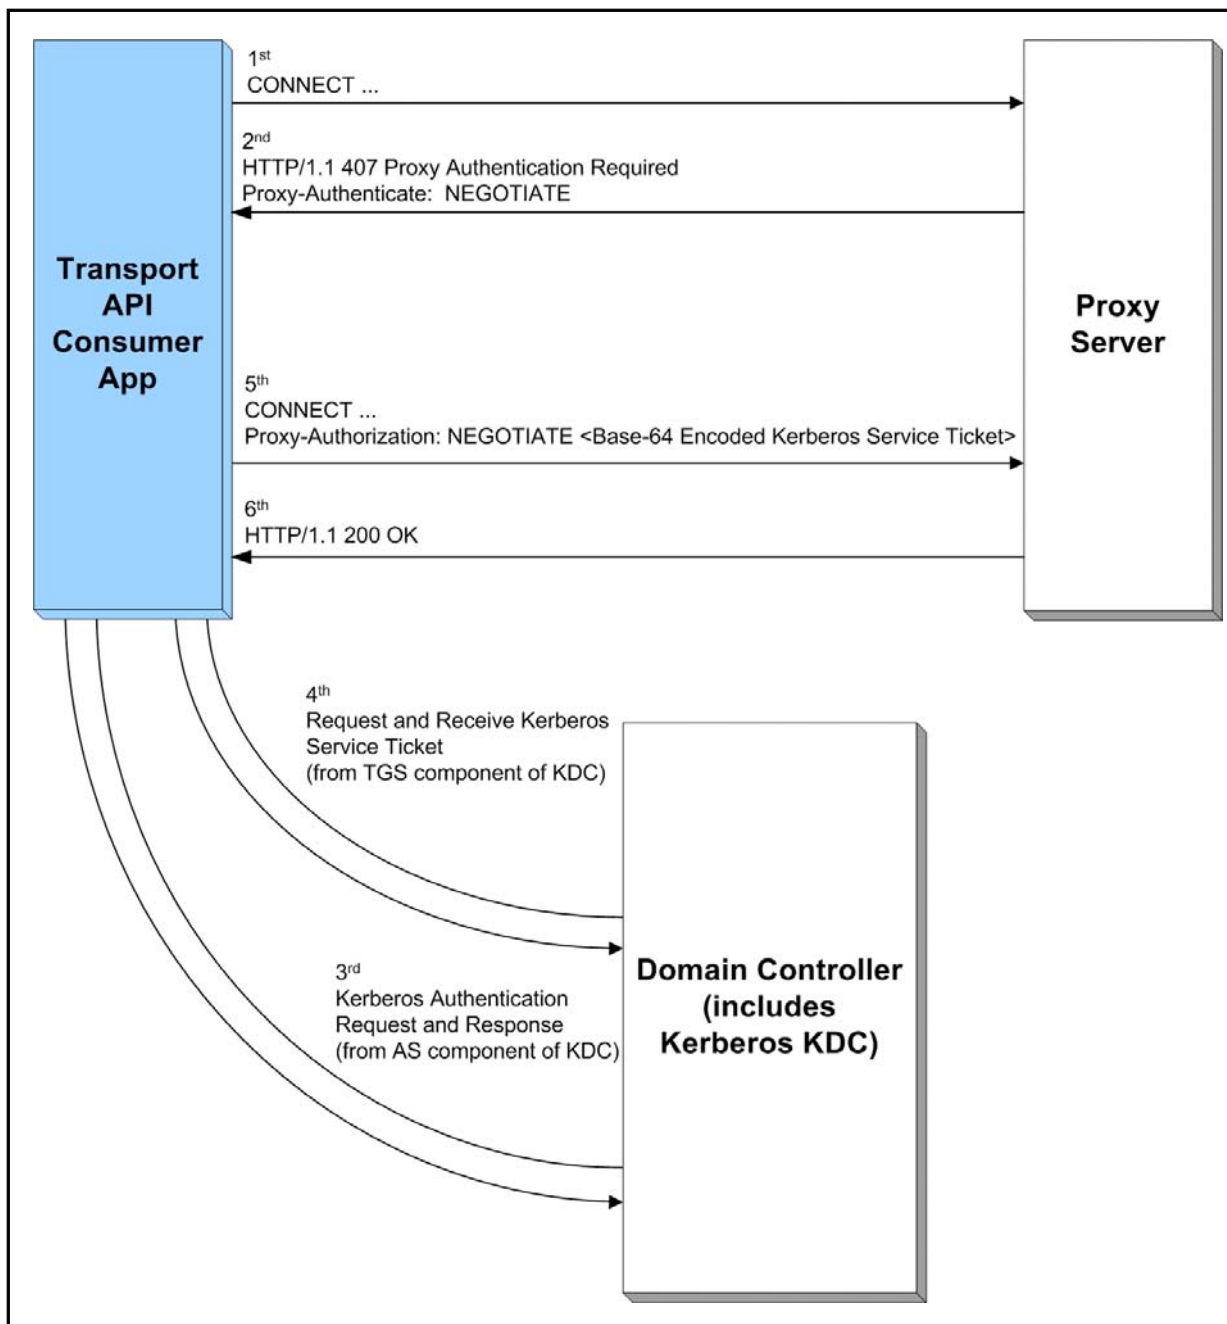 1st
CONNECT ...
2nd
HTTP/1.1 407 Proxy Authentication Required
Proxy-Authenticate:  NEGOTIATE
Transport
API
Consumer
App
Proxy
Server
5th
CONNECT ...
Proxy-Authorization: NEGOTIATE <Base-64 Encoded Kerberos Service Ticket>
6th
HTTP/1.1 200 OK
4th
Request and Receive Kerberos
Service Ticket
(from TGS component of KDC)
3rd
Kerberos Authentication
Request and Response
(from AS component of KDC)
Domain Controller
(includes
Kerberos KDC)